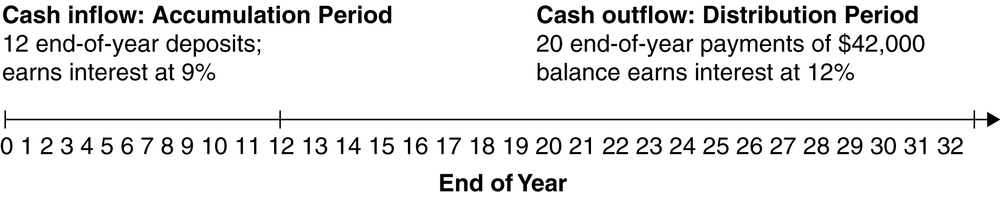 Cash inflow: Accumulation Period
12 end-of-year deposits;
earns interest at 9%
Cash outflow: Distribution Period
20 end-of-year payments of $42,000
balance earns interest at 12%
0 1 2 3 4 5 6 7 8 9 10 11 12 13 14 15 16 17 18 19 20 21 22 23 24 25 26 27 28 29 30 31 32
End of Year